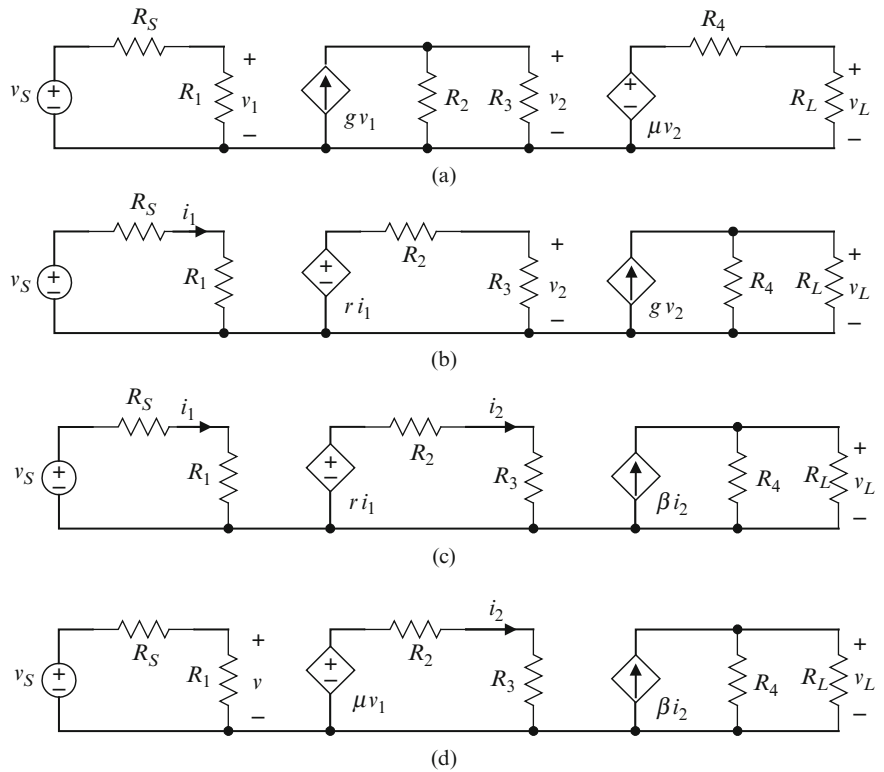 R_S R_4
v_S + − R_1 + v_1 − g v_1 R_2 R_3 + v_2 − + − μv_2 R_L + v_L −
(a)
R_S i_1
v_S + − R_1 + − r i_1 R_2 R_3 + v_2 − g v_2 R_4 R_L + v_L −
(b)
R_S i_1 i_2
v_S + − R_1 + − r i_1 R_2 R_3 β i_2 R_4 R_L + v_L −
(c)
i_2
v_S + − R_S R_1 + v − + − μv_1 R_2 R_3 β i_2 R_4 R_L + v_L −
(d)